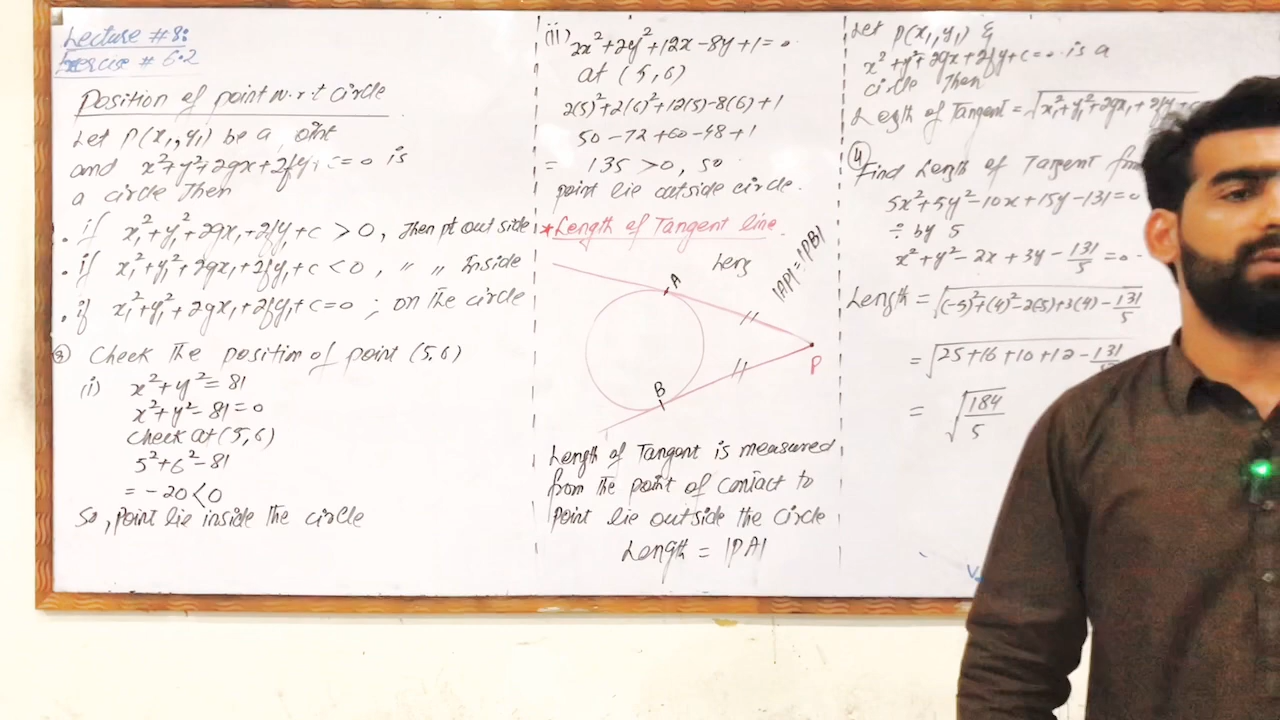 Lecture # 8:
Exercise # 6.2
Position of point w.r.t circle
Let P(x₁,y₁) be a oint
and x²+y²+2gx+2fy+c=0 is
a circle Then
. if x₁²+y₁²+2gx₁+2fy₁+c > 0, then pt out side
. if x₁²+y₁²+2gx₁+2fy₁+c < 0, " " Inside
. if x₁²+y₁²+2gx₁+2fy₁+c=0 ; on the circle
③ Check The position of point (5,6)
(i) x²+y²=81
x²+y²-81=0
check at (5,6)
5²+6²-81
= -20<0
So, point lie inside the circle
(ii) 2x²+2y²+12x-8y+1=0
at (5,6)
2(5)²+2(6)²+12(5)-8(6)+1
50-72+60-48+1
= 135 >0, so
point lie outside circle.
*Length of Tangent line.
Leng
|AP|=|PB|
A
P
B
Length of Tangent is measured
from the point of contact to
point lie outside the circle
Length = |PA|
Let P(x₁,y₁) &
x²+y²+2gx+2fy+c=0 is a
circle Then
Length of Tangent = √x₁²+y₁²+2gx₁+2fy₁+c
④ Find Length of Tangent from
5x²+5y²-10x+15y-131=0
÷ by 5
x²+y²-2x+3y-131/5=0.
Length = √(-5)²+(4)²-2(-5)+3(4)-131/5
= √25+16+10+12-131/5
= √184/5